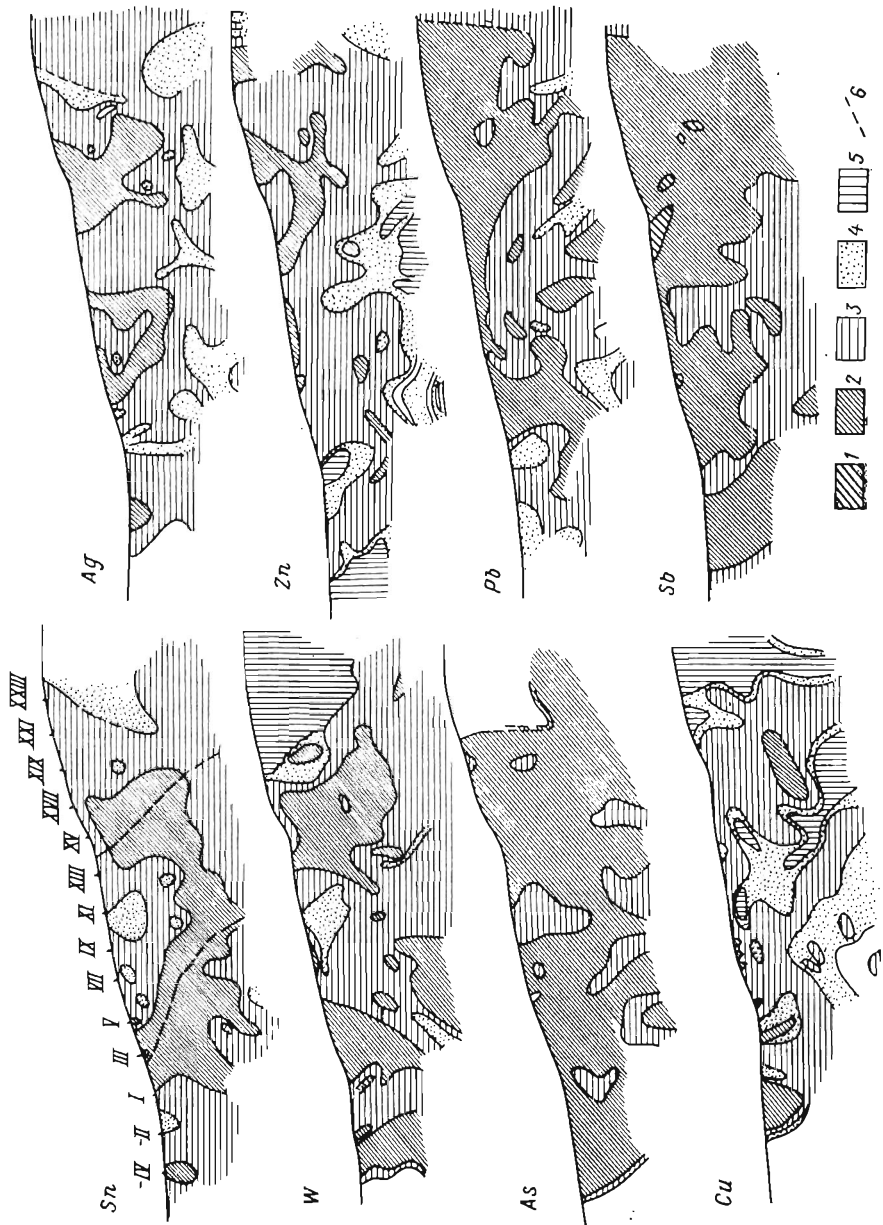 -IV -II I III V VII IX XI XIII XV XVII XIX XXI XXIII
Sn
W
As
Cu
Ag
Zn
Pb
Sb
1 2 3 4 5 6